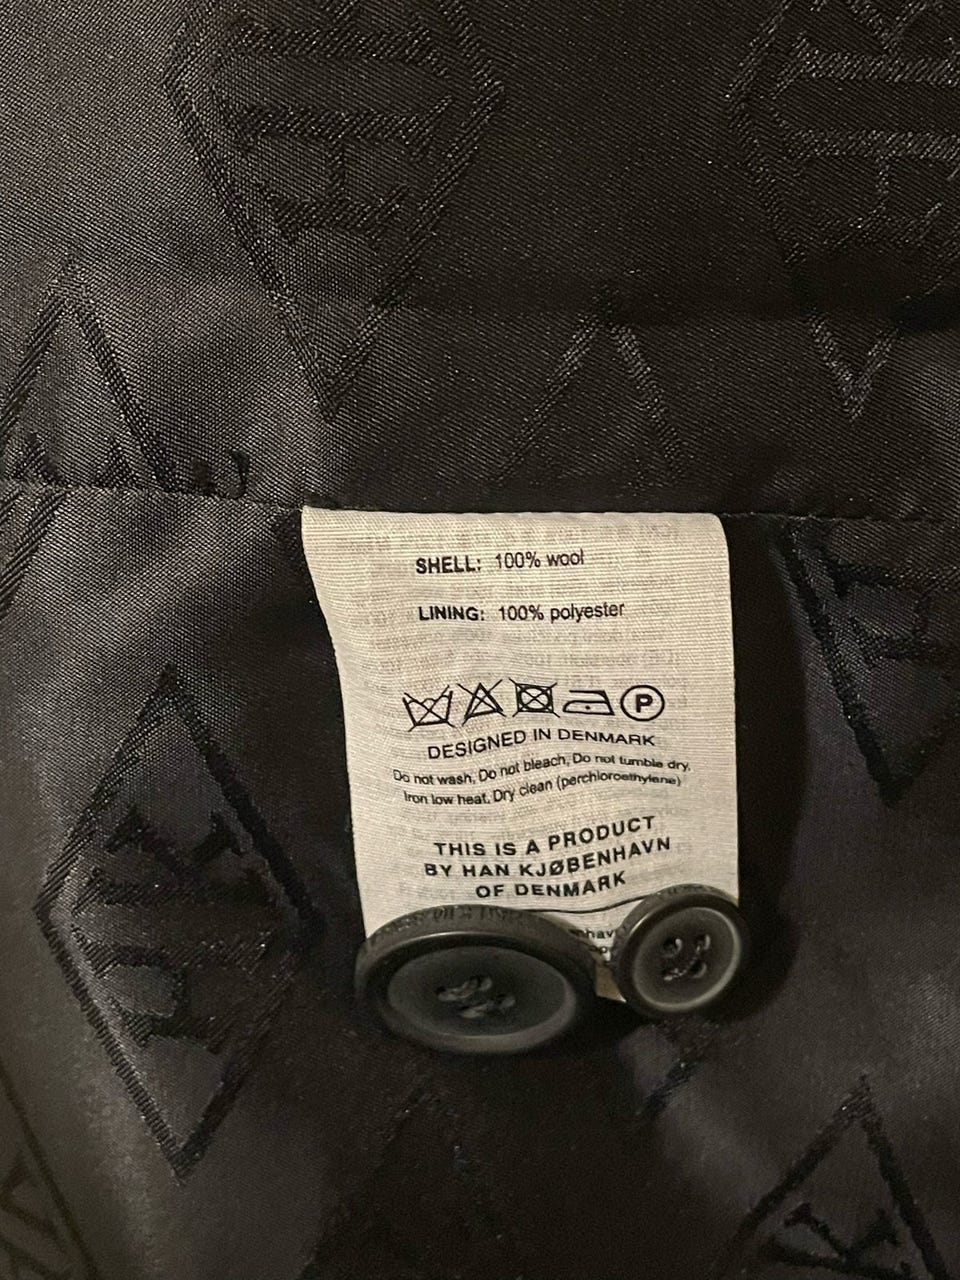 SHELL: 100% wool
LINING: 100% polyester
P
DESIGNED IN DENMARK
Do not wash, Do not bleach, Do not tumble dry,
Iron low heat, Dry clean (perchloroethylene)
THIS IS A PRODUCT
BY HAN KJØBENHAVN
OF DENMARK